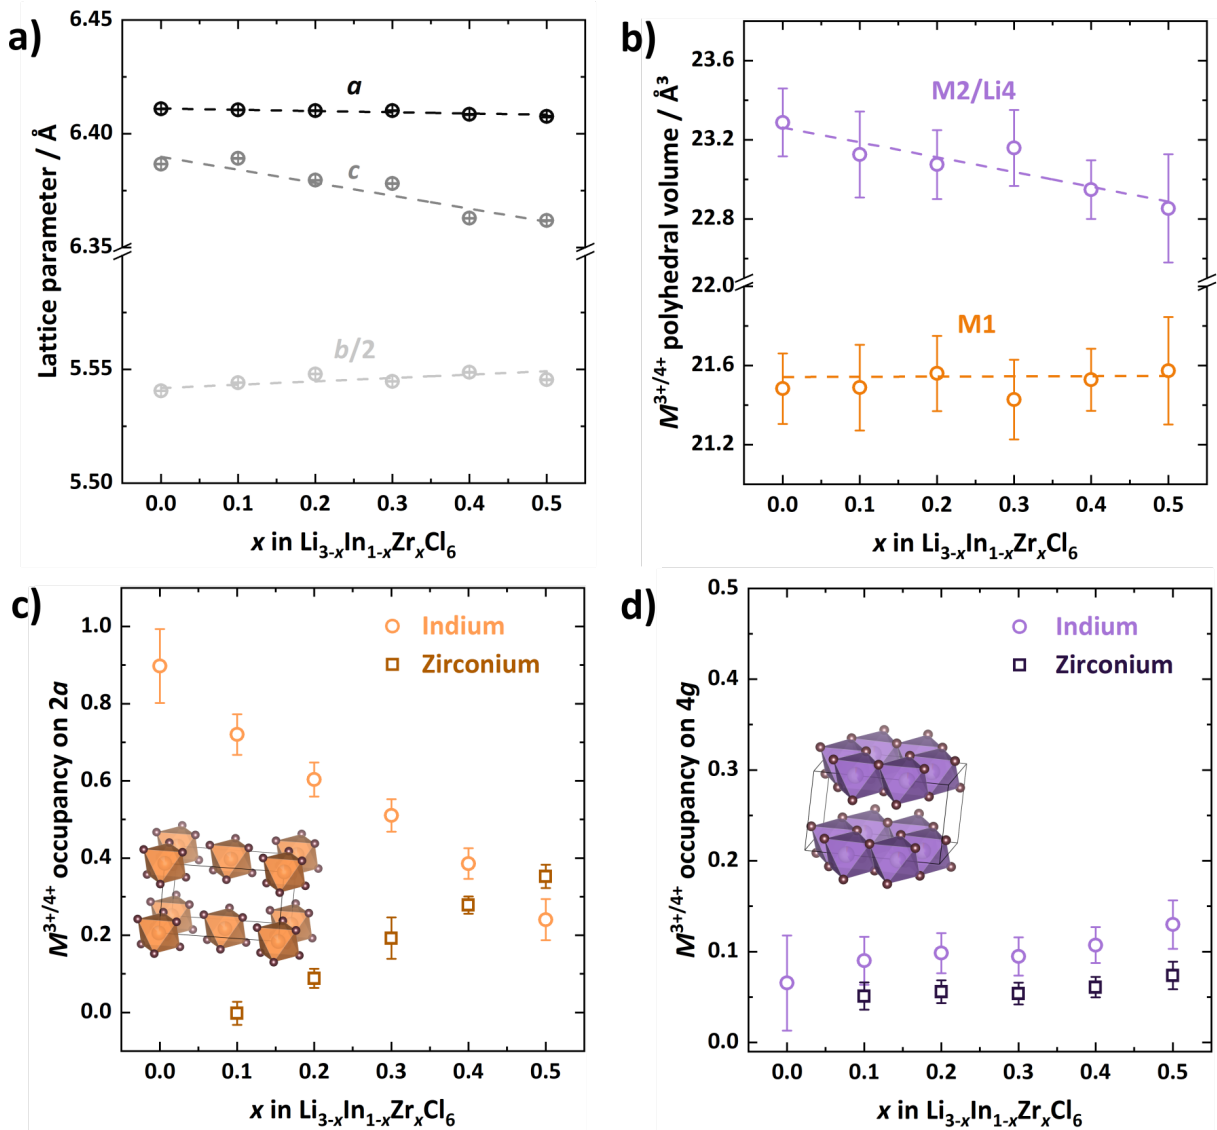 a)
Lattice parameter / Å
6.45
6.40
6.35
5.55
5.50
a
c
b/2
0.0 0.1 0.2 0.3 0.4 0.5
x in Li3-xIn1-xZrxCl6
b)
M3+/4+ polyhedral volume / Å3
23.6
23.2
22.8
22.0
21.6
21.2
M2/Li4
M1
0.0 0.1 0.2 0.3 0.4 0.5
x in Li3-xIn1-xZrxCl6
c)
M3+/4+ occupancy on 2a
1.0
0.8
0.6
0.4
0.2
0.0
Indium
Zirconium
0.0 0.1 0.2 0.3 0.4 0.5
x in Li3-xIn1-xZrxCl6
d)
M3+/4+ occupancy on 4g
0.5
0.4
0.3
0.2
0.1
0.0
Indium
Zirconium
0.0 0.1 0.2 0.3 0.4 0.5
x in Li3-xIn1-xZrxCl6